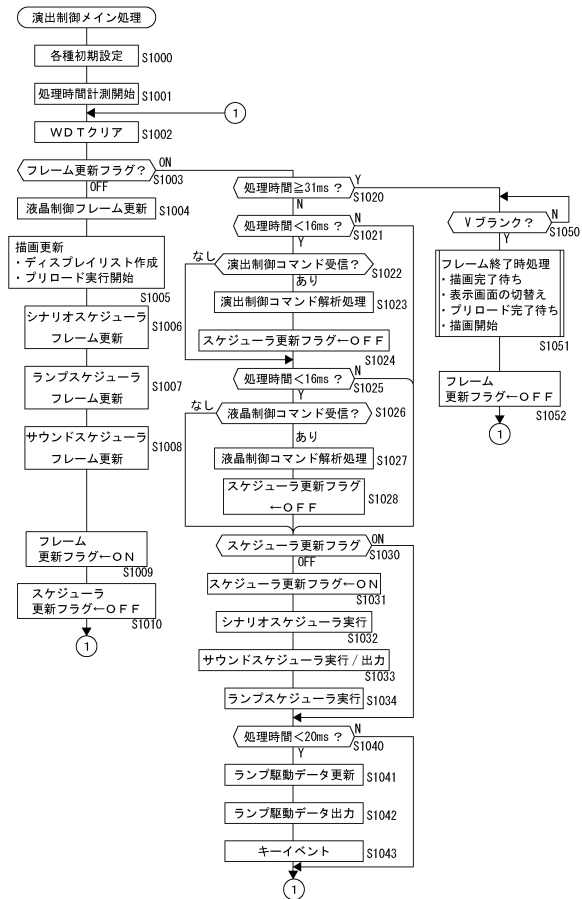 演出制御メイン処理
各種初期設定
S1000
処理時間計測開始
S1001
1
WDTクリア
S1002
フレーム更新フラグ?
ON
S1003
OFF
液晶制御フレーム更新
S1004
描画更新
・ディスプレイリスト作成
・プリロード実行開始
S1005
シナリオスケジューラ
フレーム更新
S1006
ランプスケジューラ
フレーム更新
S1007
サウンドスケジューラ
フレーム更新
S1008
フレーム
更新フラグ←ON
S1009
スケジューラ
更新フラグ←OFF
S1010
1
処理時間≧31ms?
Y
S1020
N
処理時間<16ms?
N
S1021
Y
なし
演出制御コマンド受信?
S1022
あり
演出制御コマンド解析処理
S1023
スケジューラ更新フラグ←OFF
S1024
処理時間<16ms?
N
S1025
Y
なし
液晶制御コマンド受信?
S1026
あり
液晶制御コマンド解析処理
S1027
スケジューラ更新フラグ
←OFF
S1028
スケジューラ更新フラグ
ON
S1030
OFF
スケジューラ更新フラグ←ON
S1031
シナリオスケジューラ実行
S1032
サウンドスケジューラ実行/出力
S1033
ランプスケジューラ実行
S1034
処理時間<20ms?
N
S1040
Y
ランプ駆動データ更新
S1041
ランプ駆動データ出力
S1042
キーイベント
S1043
1
Vブランク?
N
S1050
Y
フレーム終了時処理
・描画完了待ち
・表示画面の切替え
・プリロード完了待ち
・描画開始
S1051
フレーム
更新フラグ←OFF
S1052
1